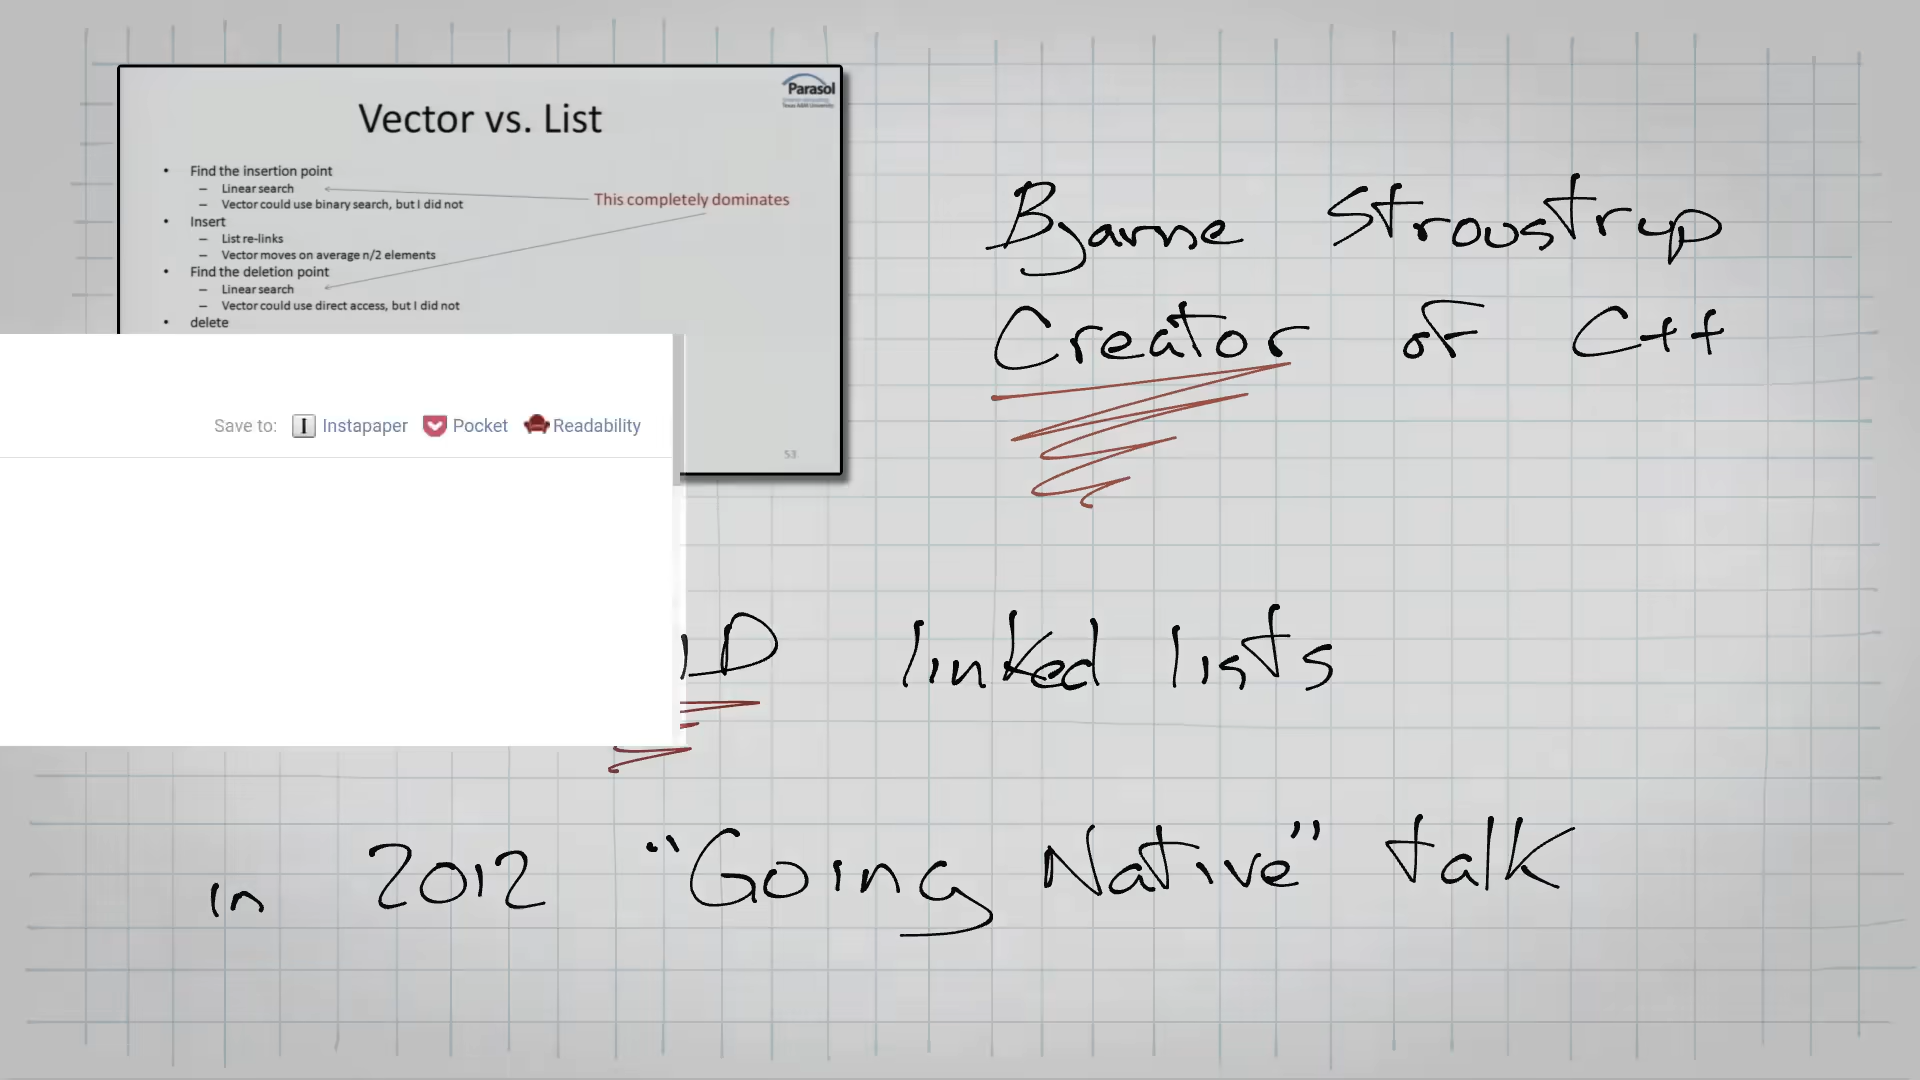 Parasol
Vector vs. List
• Find the insertion point
– Linear search
This completely dominates
– Vector could use binary search, but I did not
• Insert
– List re-links
– Vector moves on average n/2 elements
• Find the deletion point
– Linear search
– Vector could use direct access, but I did not
• delete
53
Bjarne Stroustrup
Creator of C++
Save to: Instapaper Pocket Readability
linked lists
in 2012 "Going Native" talk